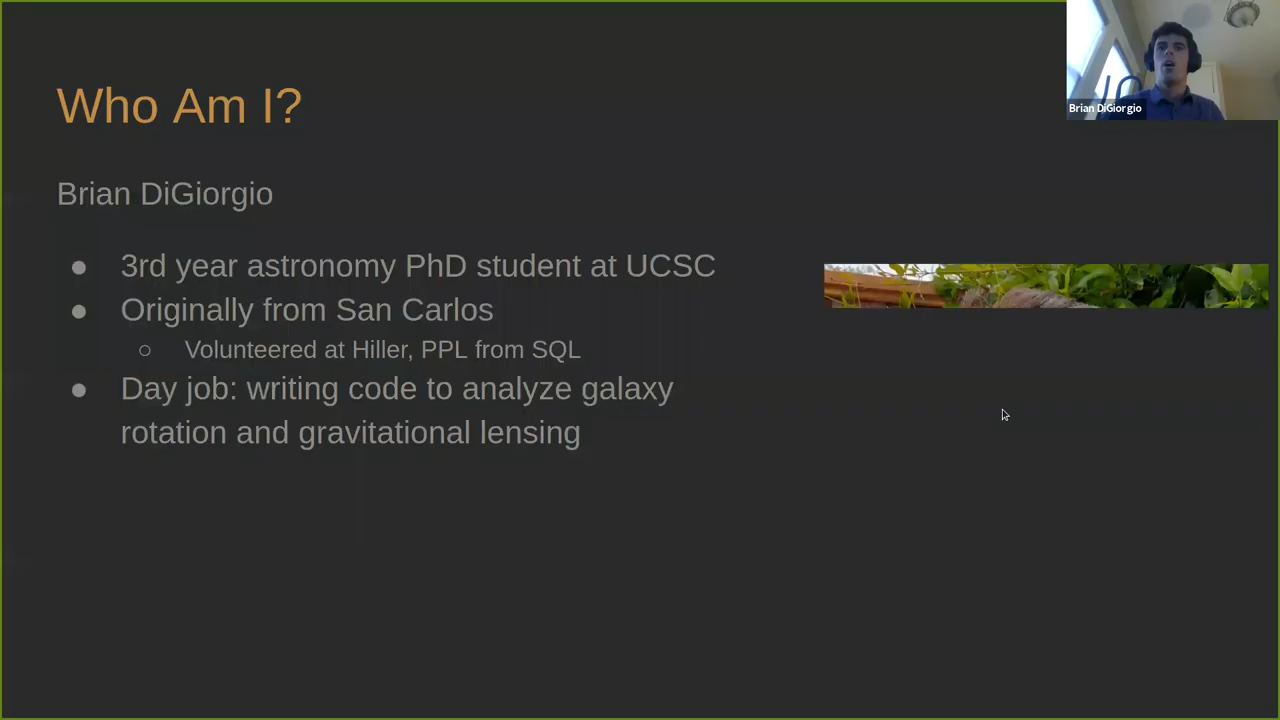 Who Am I?
Brian DiGiorgio
Brian DiGiorgio
● 3rd year astronomy PhD student at UCSC
● Originally from San Carlos
○ Volunteered at Hiller, PPL from SQL
● Day job: writing code to analyze galaxy
rotation and gravitational lensing